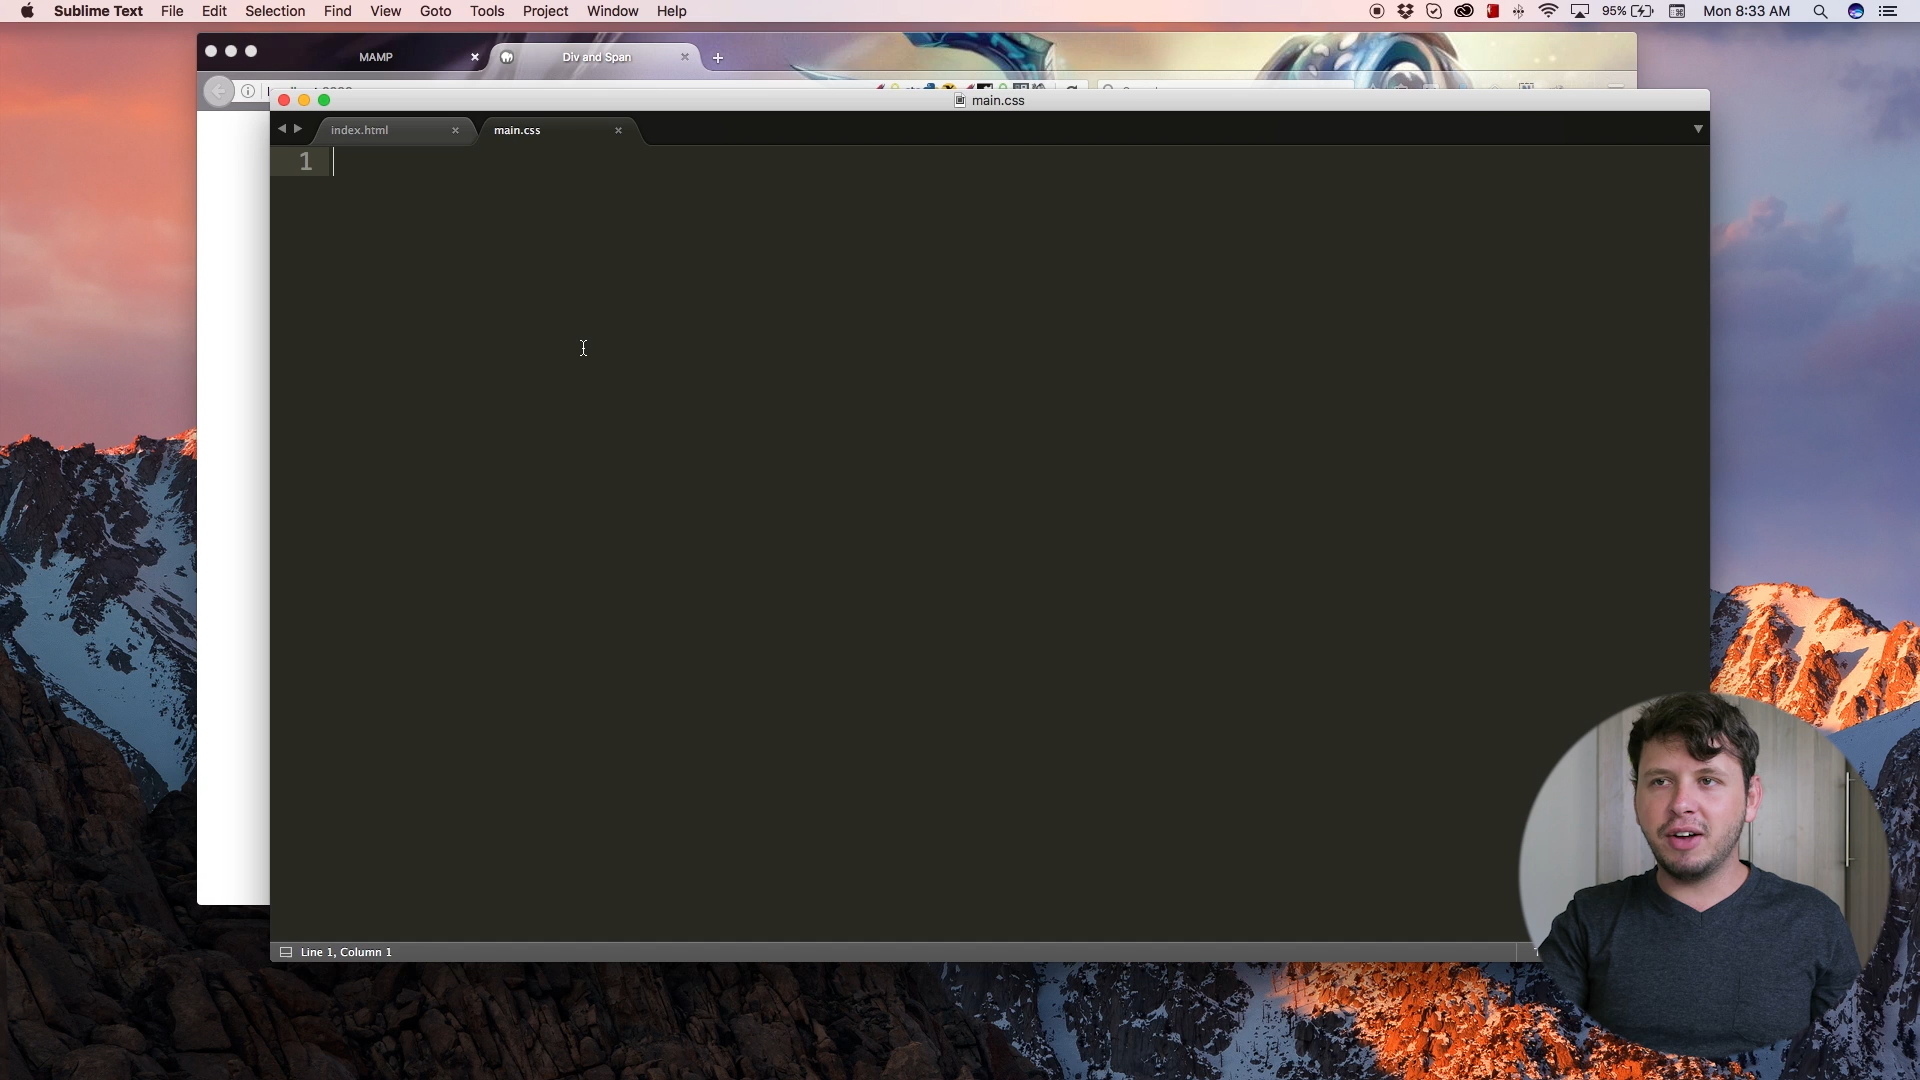 Sublime Text File Edit Selection Find View Goto Tools Project Window Help 95% Mon 8:33 AM
MAMP Div and Span
main.css
index.html main.css
1
Line 1, Column 1